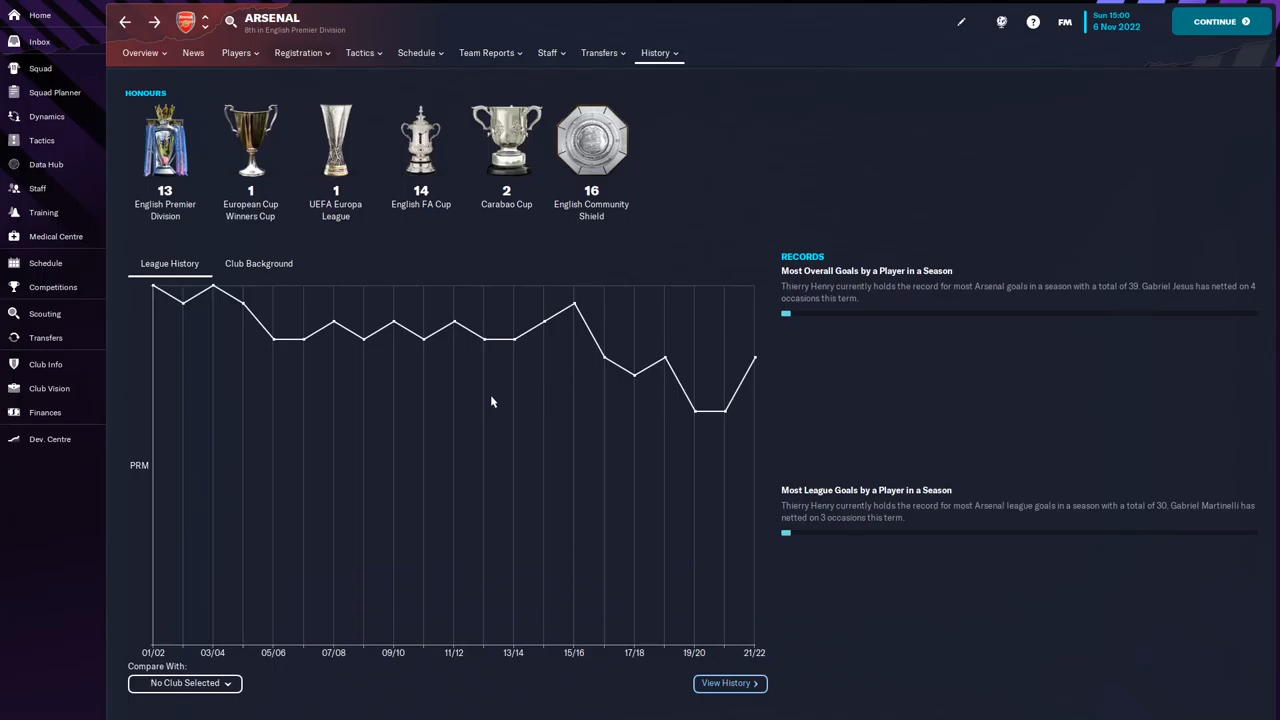 Home
Inbox
Squad
Squad Planner
Dynamics
Tactics
Data Hub
Staff
Training
Medical Centre
Schedule
Competitions
Scouting
Transfers
Club Info
Club Vision
Finances
Dev. Centre
ARSENAL
8th in English Premier Division
FM
Sun 15:00
6 Nov 2022
CONTINUE
Overview
News
Players
Registration
Tactics
Schedule
Team Reports
Staff
Transfers
History
HONOURS
13
English Premier
Division
1
European Cup
Winners Cup
1
UEFA Europa
League
14
English FA Cup
2
Carabao Cup
16
English Community
Shield
League History
Club Background
PRM
01/02
03/04
05/06
07/08
09/10
11/12
13/14
15/16
17/18
19/20
21/22
Compare With:
No Club Selected
View History
RECORDS
Most Overall Goals by a Player in a Season
Thierry Henry currently holds the record for most Arsenal goals in a season with a total of 39. Gabriel Jesus has netted on 4
occasions this term.
Most League Goals by a Player in a Season
Thierry Henry currently holds the record for most Arsenal league goals in a season with a total of 30. Gabriel Martinelli has
netted on 3 occasions this term.